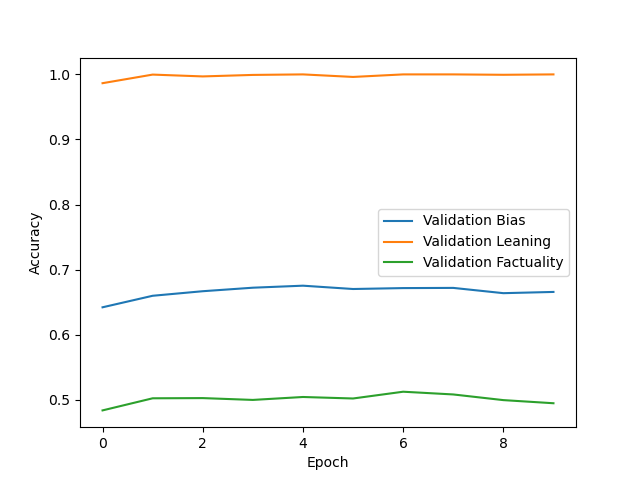 1.0
0.9
0.8
0.7
0.6
0.5
Accuracy
Validation Bias
Validation Leaning
Validation Factuality
0 2 4 6 8
Epoch